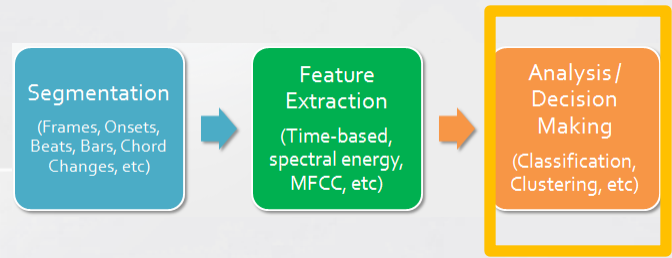 Segmentation
(Frames, Onsets,
Beats, Bars, Chord
Changes, etc)
Feature
Extraction
(Time-based,
spectral energy,
MFCC, etc)
Analysis/
Decision
Making
(Classification,
Clustering, etc)